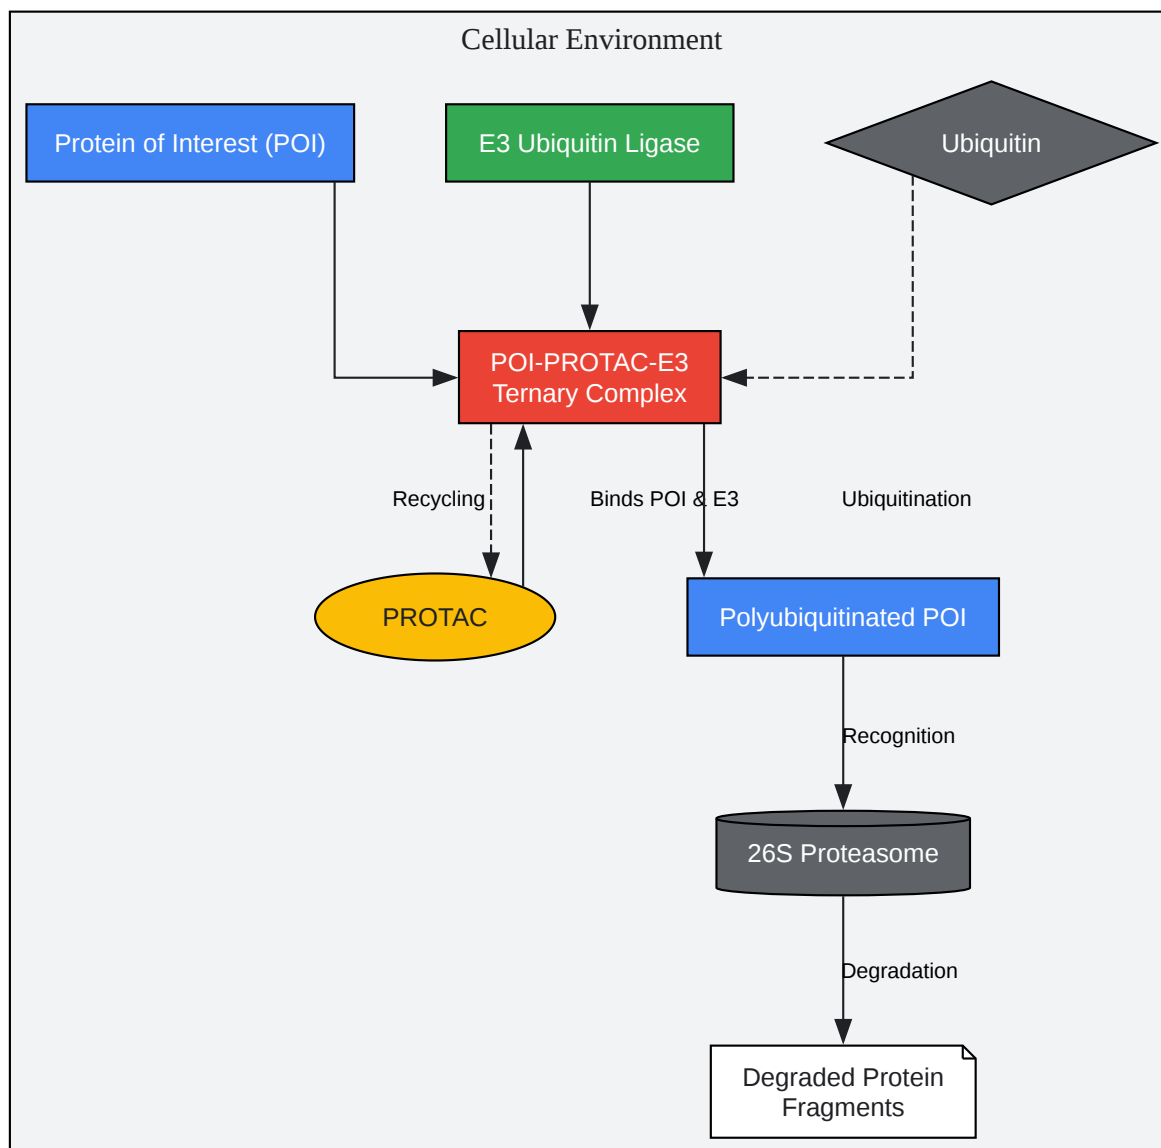 Cellular Environment
Protein of Interest (POI)
E3 Ubiquitin Ligase
Ubiquitin
POI-PROTAC-E3
Ternary Complex
Recycling
Binds POI & E3
Ubiquitination
PROTAC
Polyubiquitinated POI
Recognition
26S Proteasome
Degradation
Degraded Protein
Fragments